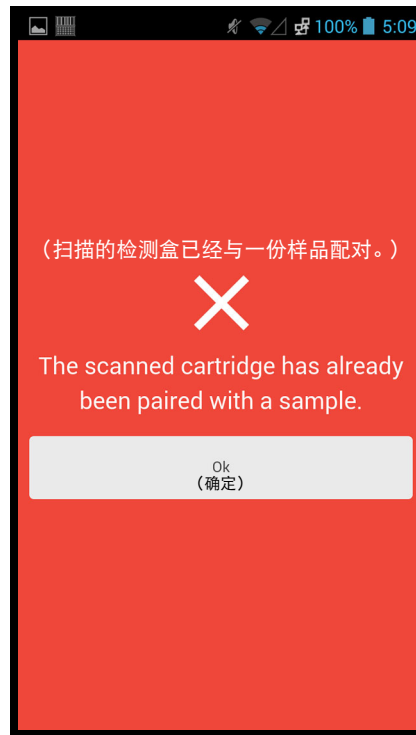 100% 5:09
（扫描的检测盒已经与一份样品配对。）
The scanned cartridge has already
been paired with a sample.
Ok
（确定）